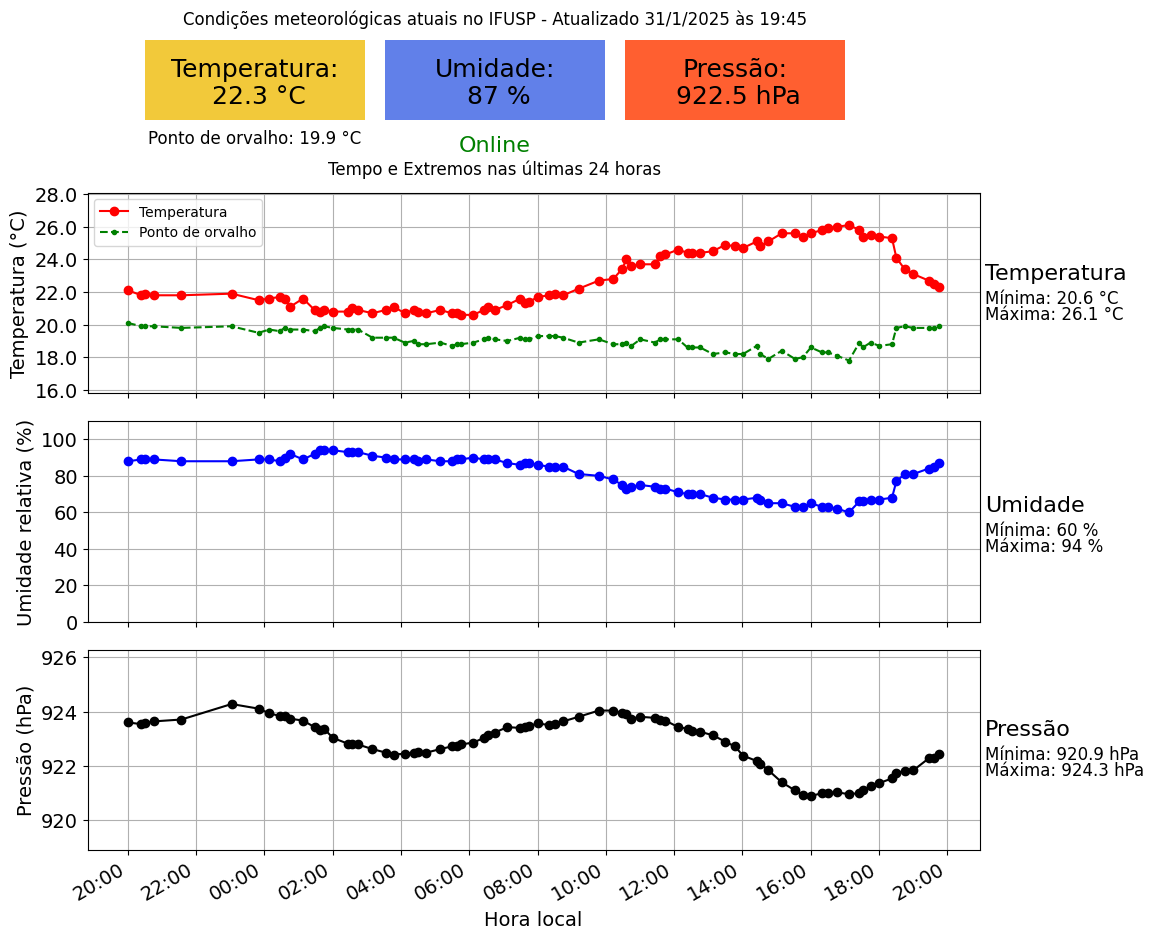 Condições meteorológicas atuais no IFUSP - Atualizado 31/1/2025 às 19:45
Temperatura:
22.3 °C
Umidade:
87 %
Pressão:
922.5 hPa
Ponto de orvalho: 19.9 °C
Online
Tempo e Extremos nas últimas 24 horas
Temperatura (°C)
28.0
26.0
24.0
22.0
20.0
18.0
16.0
Temperatura
Ponto de orvalho
Temperatura
Mínima: 20.6 °C
Máxima: 26.1 °C
Umidade relativa (%)
100
80
60
40
20
0
Umidade
Mínima: 60 %
Máxima: 94 %
Pressão (hPa)
926
924
922
920
Pressão
Mínima: 920.9 hPa
Máxima: 924.3 hPa
20:00
22:00
00:00
02:00
04:00
06:00
08:00
10:00
12:00
14:00
16:00
18:00
20:00
Hora local